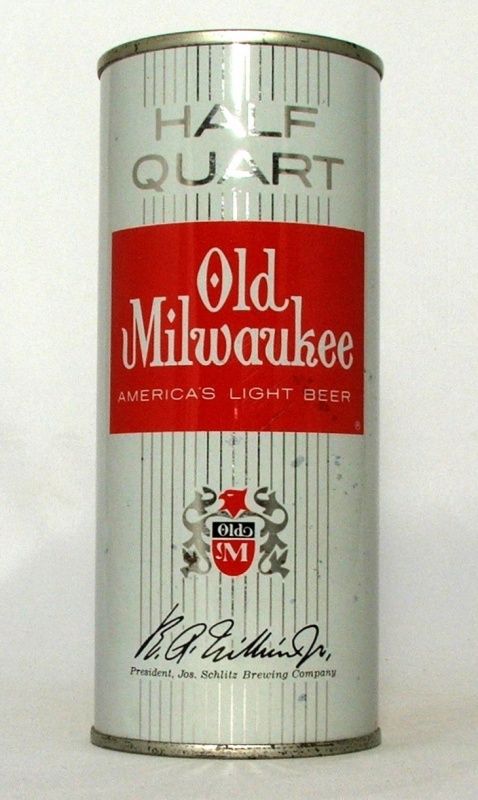 HALF
QUART
Old
Milwaukee
AMERICA'S LIGHT BEER
®
Old
M
President, Jos. Schlitz Brewing Company